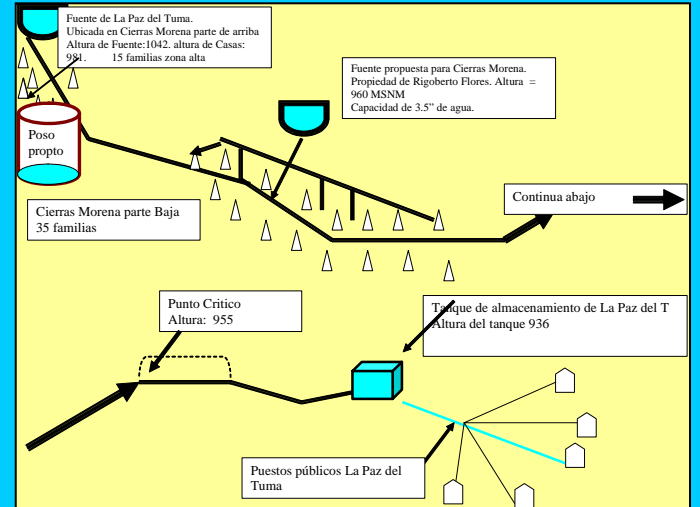 Fuente de La Paz del Tuma.
Ubicada en Cierras Morena parte de arriba
Altura de Fuente:1042. altura de Casas:
981. 15 familias zona alta
Fuente propuesta para Cierras Morena.
Propiedad de Rigoberto Flores. Altura =
960 MSNM
Capacidad de 3.5” de agua.
Poso
propto
Continua abajo
Cierras Morena parte Baja
35 familias
Punto Critico
Altura: 955
Tanque de almacenamiento de La Paz del T
Altura del tanque 936
Puestos públicos La Paz del
Tuma